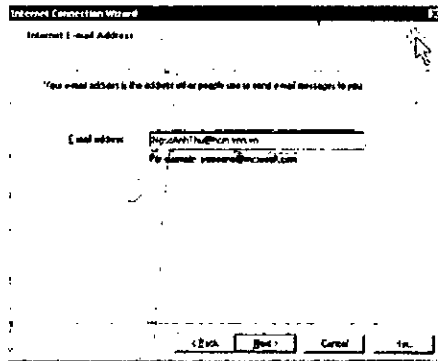 Internet Connection Wizard
Internet E-mail Address
Your e-mail address is the address other people use to send e-mail messages to you.
E-mail address:
For example: someone@microsoft.com
< Back
Next >
Cancel